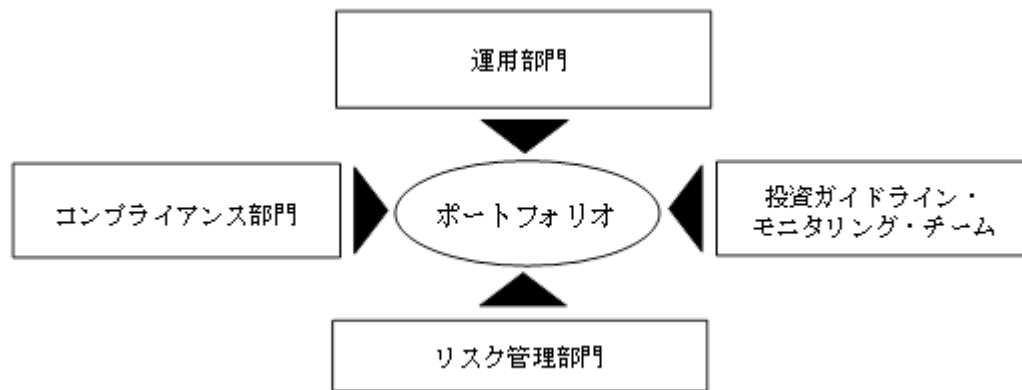 運用部門
コンプライアンス部門
ポートフォリオ
投資ガイドライン・
モニタリング・チーム
リスク管理部門